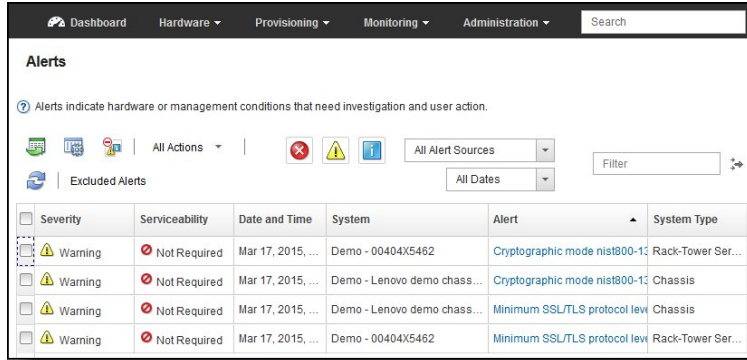 Dashboard Hardware Provisioning Monitoring Administration Search
Alerts
? Alerts indicate hardware or management conditions that need investigation and user action.
All Actions All Alert Sources
Filter
Excluded Alerts All Dates
Severity Serviceability Date and Time System Alert System Type
Warning Not Required Mar 17, 2015, ... Demo - 00404X5462 Cryptographic mode nist800-13 Rack-Tower Ser...
Warning Not Required Mar 17, 2015, ... Demo - Lenovo demo chass... Cryptographic mode nist800-13 Chassis
Warning Not Required Mar 17, 2015, ... Demo - Lenovo demo chass... Minimum SSL/TLS protocol leve Chassis
Warning Not Required Mar 17, 2015, ... Demo - 00404X5462 Minimum SSL/TLS protocol leve Rack-Tower Ser...